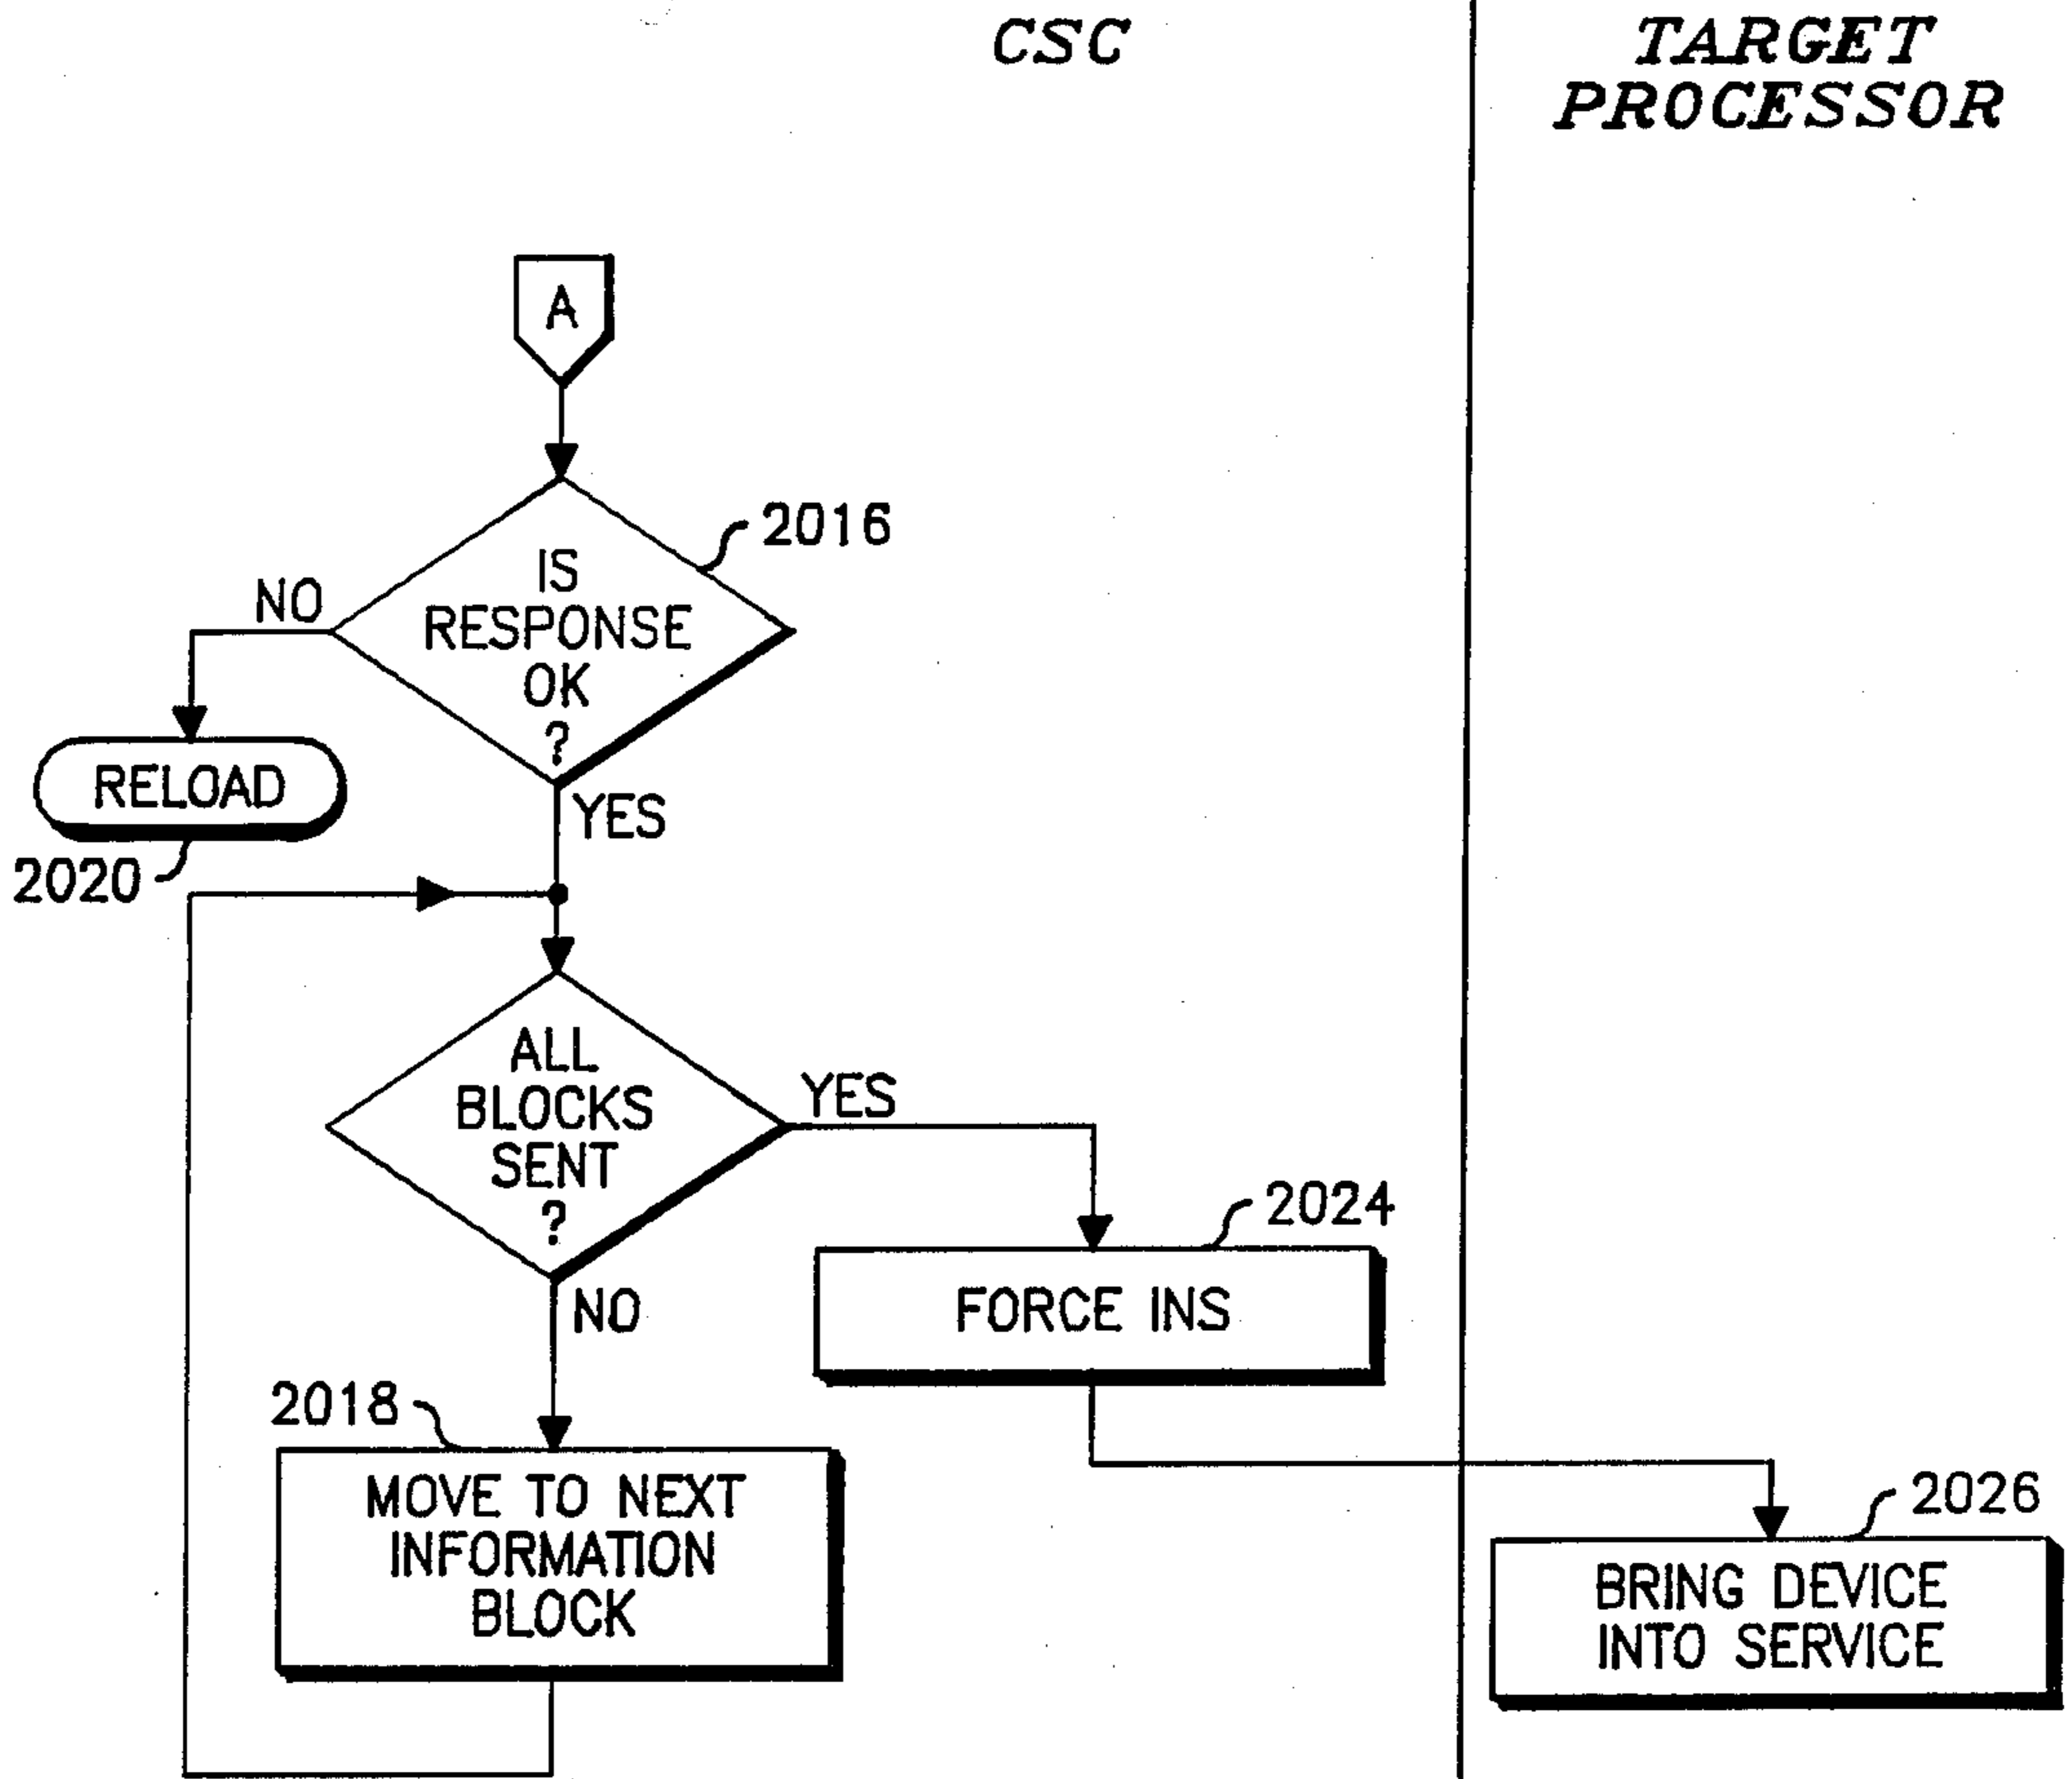 CSC
TARGET
PROCESSOR
A
2016
IS
RESPONSE
OK
?
NO
RELOAD
2020
YES
ALL
BLOCKS
SENT
?
YES
2024
FORCE INS
NO
2018
MOVE TO NEXT
INFORMATION
BLOCK
2026
BRING DEVICE
INTO SERVICE